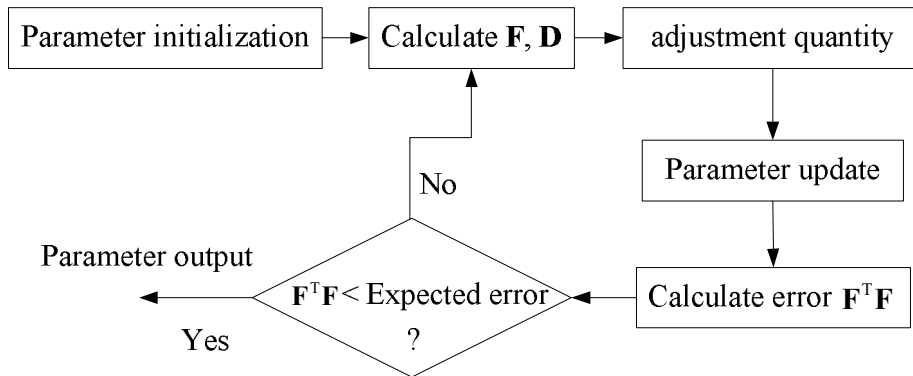 Parameter initialization
Calculate F, D
adjustment quantity
Parameter update
Calculate error FᵀF
FᵀF < Expected error
?
No
Parameter output
Yes